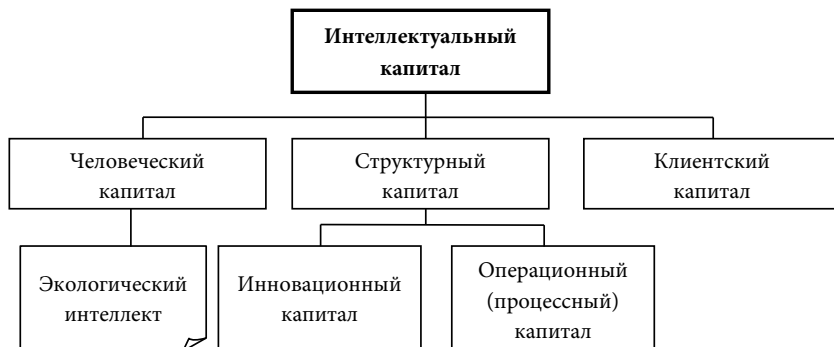 Интеллектуальный
капитал
Человеческий
капитал
Структурный
капитал
Клиентский
капитал
Экологический
интеллект
Инновационный
капитал
Операционный
(процессный)
капитал